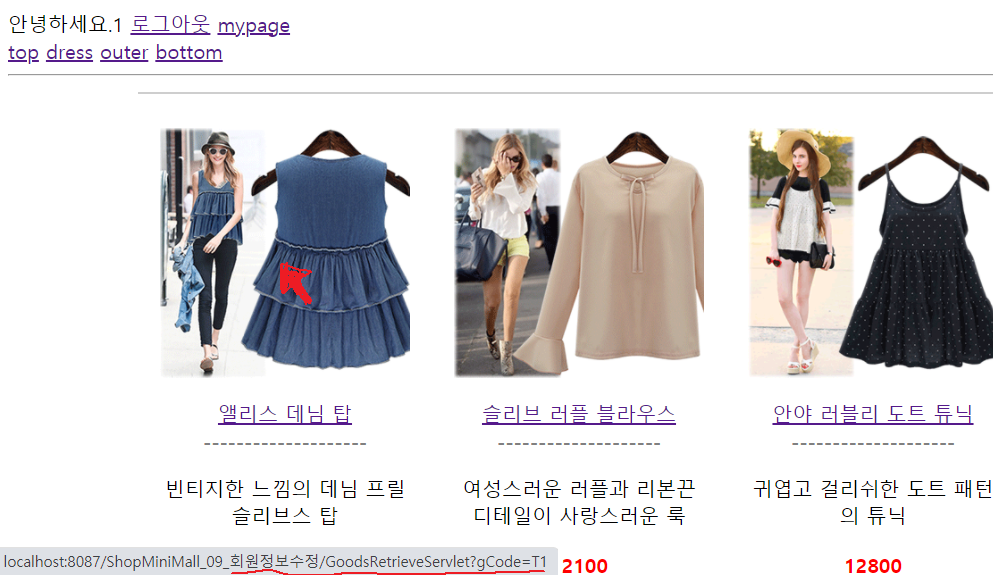 안녕하세요.1 로그아웃 mypage
top dress outer bottom
앨리스 데님 탑
슬리브 러플 블라우스
안야 러블리 도트 튜닉
--------------------
--------------------
--------------------
빈티지한 느낌의 데님 프릴
슬리브스 탑
여성스러운 러플과 리본끈
디테일이 사랑스러운 룩
귀엽고 걸리쉬한 도트 패턴
의 튜닉
2100
12800
localhost:8087/ShopMiniMall_09_회원정보수정/GoodsRetrieveServlet?gCode=T1